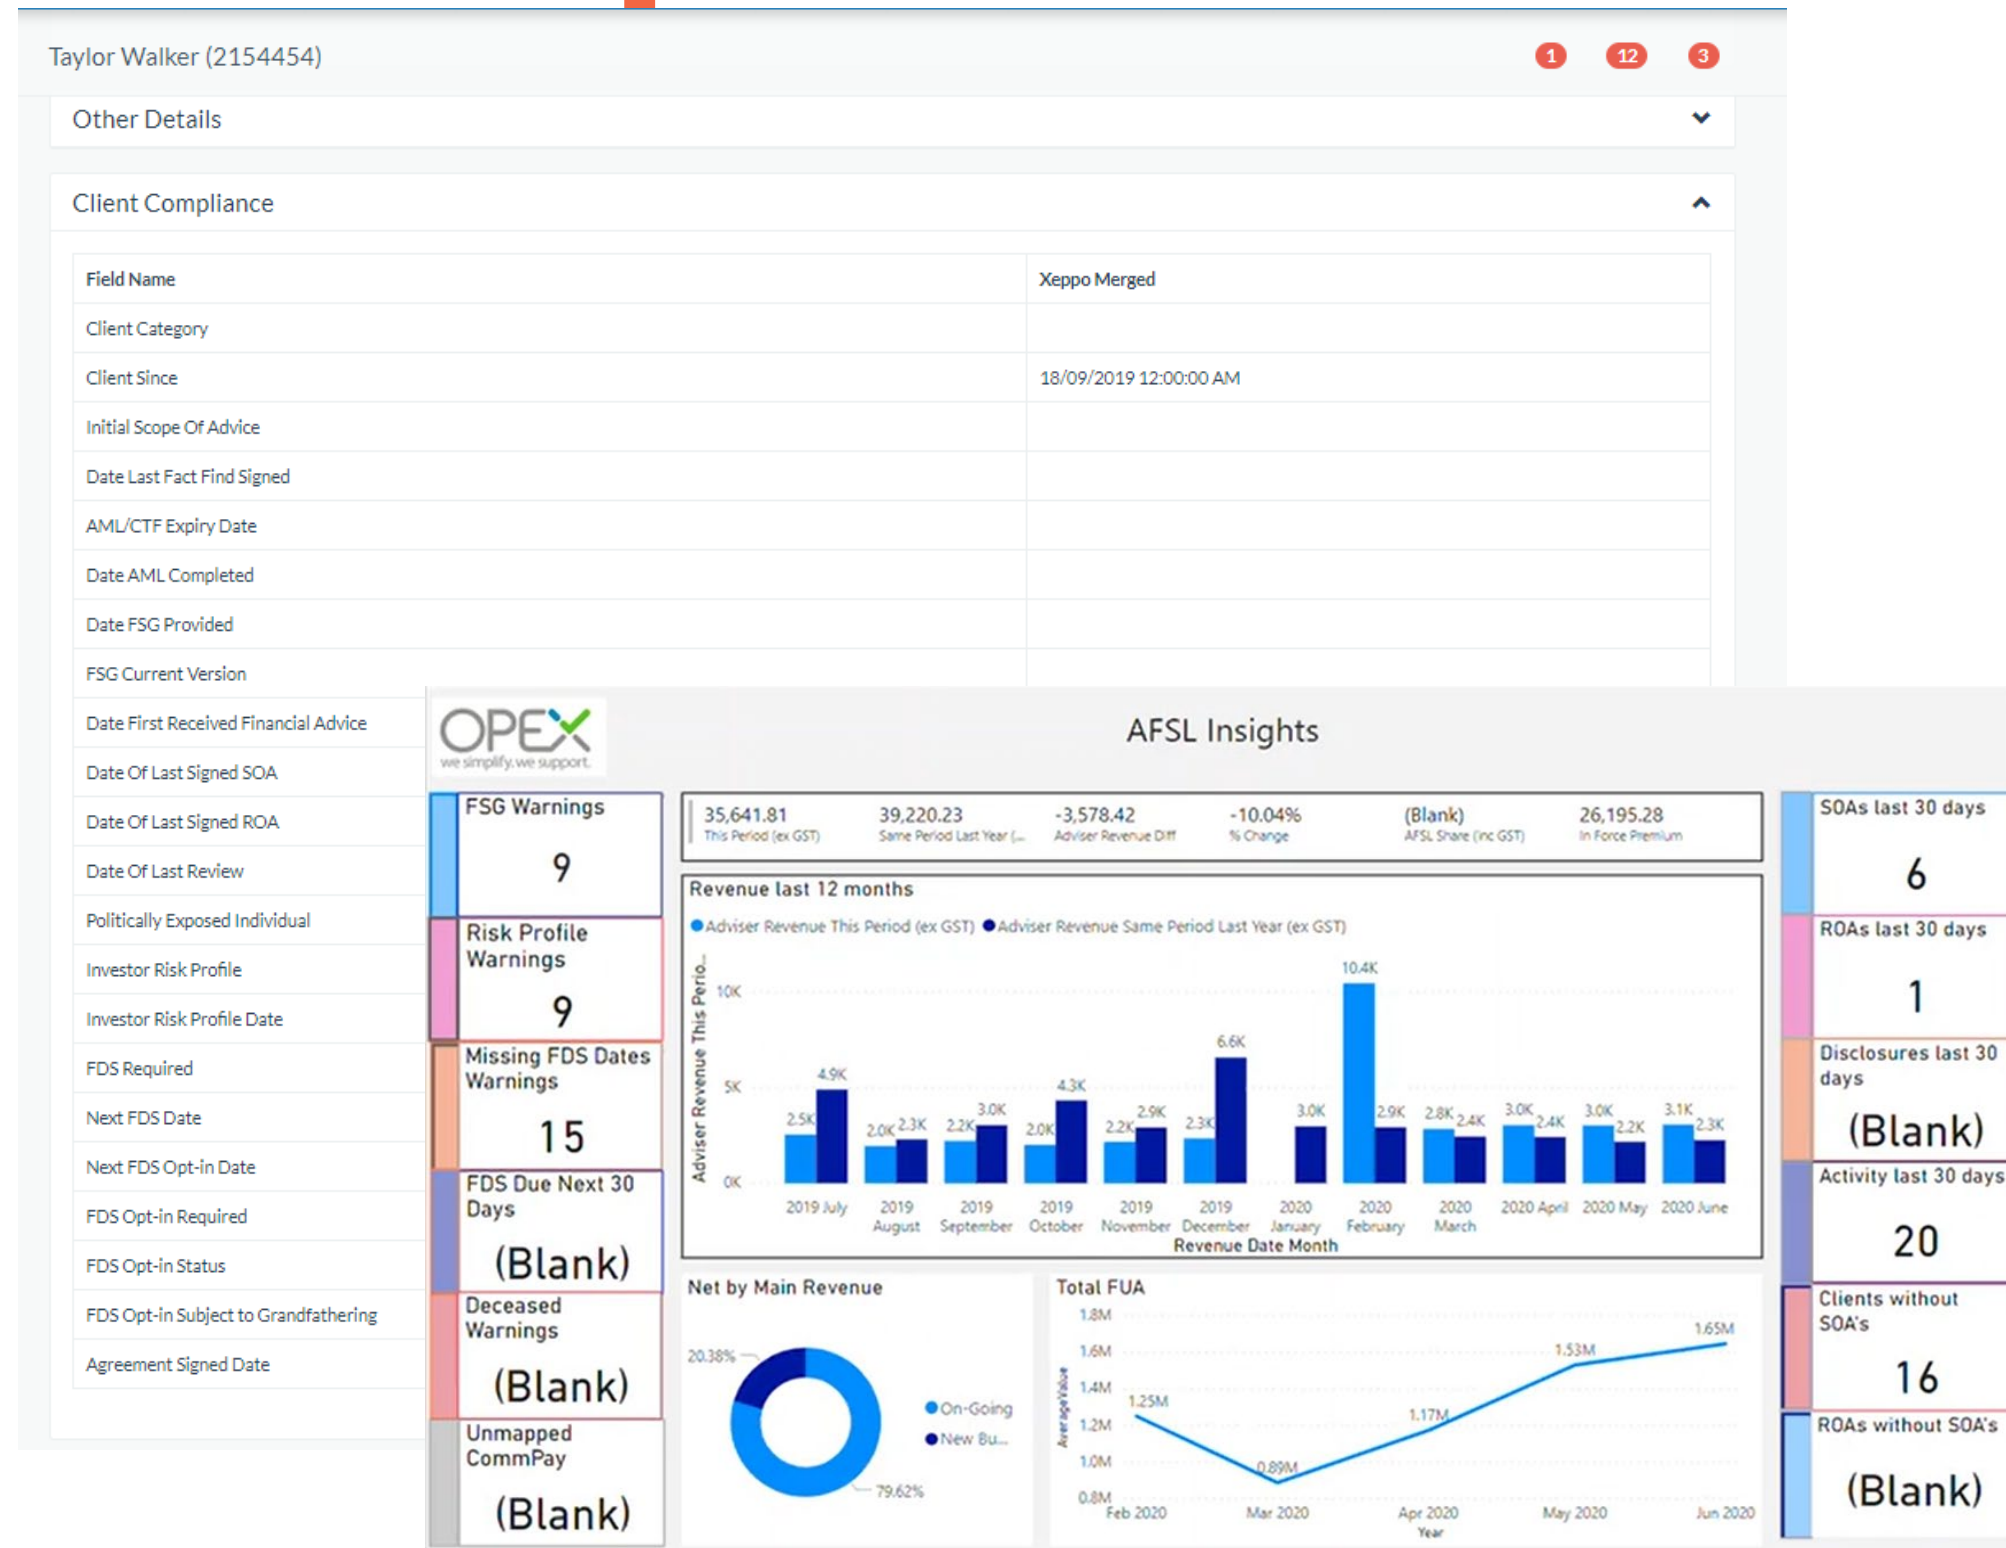 Taylor Walker (2154454)
1 12 3
Other Details
Client Compliance
Field Name Xeppo Merged
Client Category
Client Since 18/09/2019 12:00:00 AM
Initial Scope Of Advice
Date Last Fact Find Signed
AML/CTF Expiry Date
Date AML Completed
Date FSG Provided
FSG Current Version
Date First Received Financial Advice
Date Of Last Signed SOA
Date Of Last Signed ROA
Date Of Last Review
Politically Exposed Individual
Investor Risk Profile
Investor Risk Profile Date
FDS Required
Next FDS Date
Next FDS Opt-in Date
FDS Opt-in Required
FDS Opt-in Status
FDS Opt-in Subject to Grandfathering
Agreement Signed Date
OPEX
we simplify. we support.
AFSL Insights
FSG Warnings
9
Risk Profile
Warnings
9
Missing FDS Dates
Warnings
15
FDS Due Next 30
Days
(Blank)
Deceased
Warnings
(Blank)
Unmapped
CommPay
(Blank)
35,641.81 39,220.23 -3,578.42 -10.04% (Blank) 26,195.28
This Period (ex GST) Same Period Last Year (... Adviser Revenue Diff % Change AFSL Share (inc GST) In Force Premium
Revenue last 12 months
Adviser Revenue This Period (ex GST) Adviser Revenue Same Period Last Year (ex GST)
Adviser Revenue This Perio...
10K
5K
0K
2.5K 4.9K 2.0K 2.3K 2.2K 3.0K 2.0K 4.3K 2.2K 2.9K 2.3K 6.6K 3.0K 10.4K 2.9K 2.8K 2.4K 3.0K 2.4K 3.0K 2.2K 3.1K 2.3K
2019 July 2019 2019 2019 2019 2019 2020 2020 2020 2020 April 2020 May 2020 June
August September October November December January February March
Revenue Date Month
Net by Main Revenue
20.38%
79.62%
On-Going
New Bu...
Total FUA
AverageValue
1.8M
1.6M
1.4M
1.2M
1.0M
0.8M
1.25M 0.89M 1.17M 1.53M 1.65M
Feb 2020 Mar 2020 Apr 2020 May 2020 Jun 2020
Year
SOAs last 30 days
6
ROAs last 30 days
1
Disclosures last 30
days
(Blank)
Activity last 30 days
20
Clients without
SOA's
16
ROAs without SOA's
(Blank)